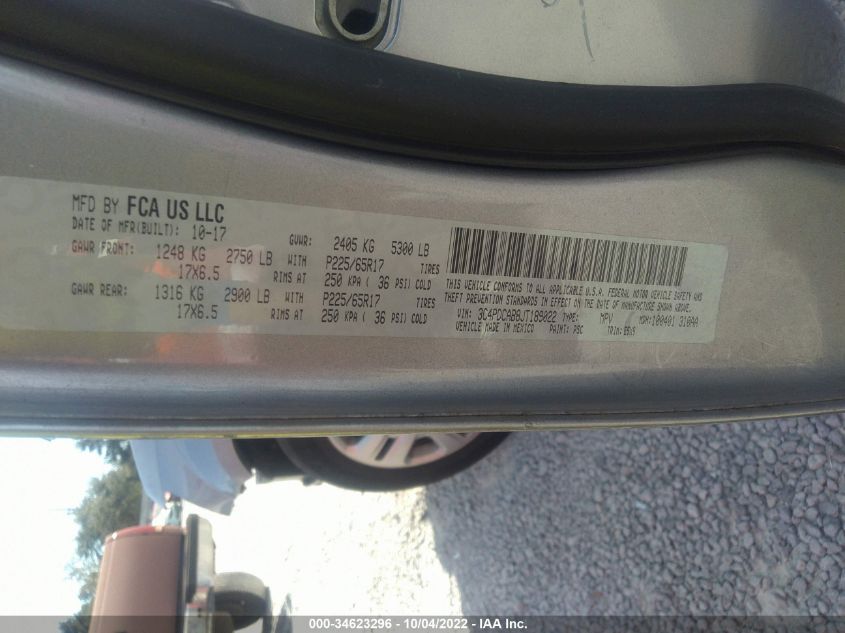 MFD BY FCA US LLC
DATE OF MFR(BUILT): 10-17
GVWR: 2405 KG 5300 LB
GAWR FRONT: 1248 KG 2750 LB WITH P225/65R17 TIRES
17X6.5 RIMS AT 250 KPA ( 36 PSI) COLD
GAWR REAR: 1316 KG 2900 LB WITH P225/65R17 TIRES
17X6.5 RIMS AT 250 KPA ( 36 PSI) COLD
THIS VEHICLE CONFORMS TO ALL APPLICABLE U.S.A. FEDERAL MOTOR VEHICLE SAFETY AND
THEFT PREVENTION STANDARDS IN EFFECT ON THE DATE OF MANUFACTURE SHOWN ABOVE.
VIN: 3C4PDCAB8JT189022 TYPE: MPV MDH:100401 310AA
VEHICLE MADE IN MEXICO PAINT: PSC TRIM:
000-34623296 - 10/04/2022 - IAA Inc.